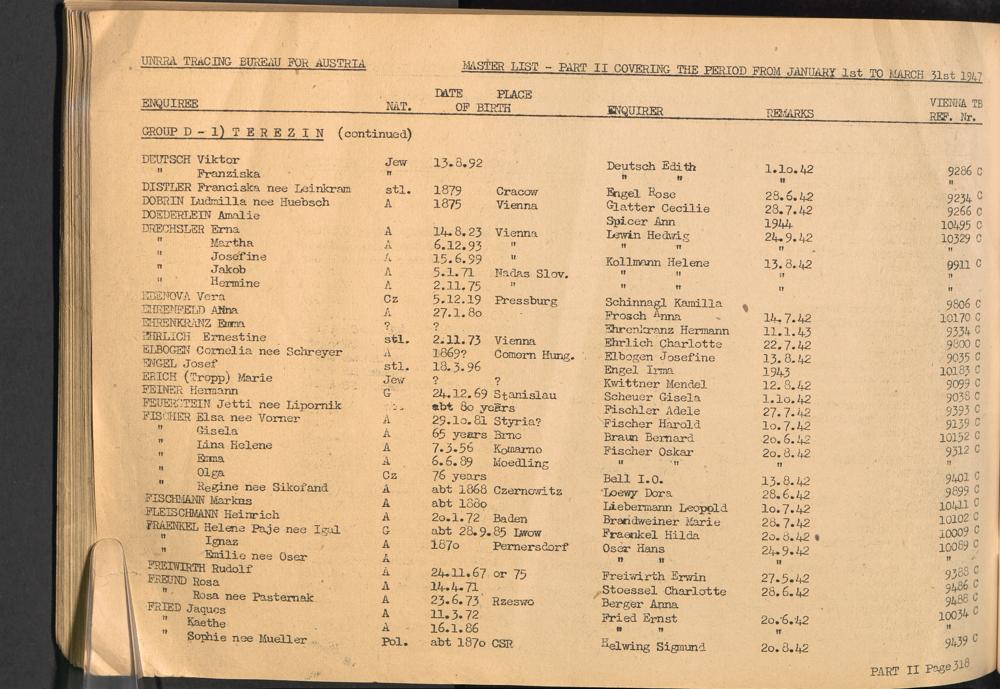 UNRRA TRACING BUREAU FOR AUSTRIA MASTER LIST - PART II COVERING THE PERIOD FROM JANUARY 1st TO MARCH 31st 1947
ENQUIREE NAT. DATE PLACE OF BIRTH ENQUIRER REMARKS VIENNA TB REF. Nr.
GROUP D - 1) T E R E Z I N (continued)
DEUTSCH Viktor Jew 13.8.92 Deutsch Edith 1.10.42 9286 C
" Franziska " " " " "
DISTLER Franciska nee Leinkram stl. 1879 Cracow Engel Rose 28.6.42 9234 C
DOBRIN Ludmilla nee Huebsch A 1875 Vienna Glatter Cecilie 28.7.42 9266 C
DOEDERLEIN Amalie Spicer Ann 1944 10495 C
DRECHSLER Erna A 14.8.23 Vienna Lewin Hedwig 24.9.42 10329 C
" Martha A 6.12.93 " " " " "
" Josefine A 15.6.99 " Kollmann Helene 13.8.42 9911 C
" Jakob A 5.1.71 Nadas Slov. " " " "
" Hermine A 2.11.75 " " " " "
EDENOVA Vera Cz 5.12.19 Pressburg Schinnagl Kamilla 9806 C
EHRENFELD Anna A 27.1.80 Frosch Anna 14.7.42 10170 C
EHRENKRANZ Emma ? ? Ehrenkranz Hermann 11.1.43 9334 C
EHRLICH Ernestine stl. 2.11.73 Vienna Ehrlich Charlotte 22.7.42 9800 C
ELBOGEN Cornelia nee Schreyer A 1869? Comorn Hung. Elbogen Josefine 13.8.42 9035 C
ENGEL Josef stl. 18.3.96 Engel Irma 1943 10183 C
ERICH (Tropp) Marie Jew ? ? Kwittner Mendel 12.8.42 9099 C
FEINER Hermann G 24.12.69 Stanislau Scheuer Gisela 1.10.42 9038 C
FEUERSTEIN Jetti nee Lipornik abt 80 years Fischler Adele 27.7.42 9393 C
FISCHER Elsa nee Vorner A 29.10.81 Styria? Fischer Harold 10.7.42 9139 C
" Gisela A 65 years Brno Braun Bernard 20.6.42 10152 C
" Lina Helene A 7.3.56 Komarno Fischer Oskar 20.8.42 9312 C
" Emma A 6.6.89 Moedling " " " "
" Olga Cz 76 years Bell I.O. 13.8.42 9401 C
" Regine nee Sikofand A abt 1868 Czernowitz Loewy Dora 28.6.42 9899 C
FISCHMANN Markus A abt 1880 Liebermann Leopold 10.7.42 10411 C
FLEISCHMANN Heinrich A 20.1.72 Baden Brandweiner Marie 28.7.42 10102 C
FRAENKEL Helene Paje nee Igul G abt 28.9.85 Lwow Fraenkel Hilda 20.8.42 10009 C
" Ignaz A 1870 Pernersdorf Oser Hans 24.9.42 10089 C
" Emilie nee Oser A " " " "
FREIWIRTH Rudolf A 24.11.67 or 75 Freiwirth Erwin 27.5.42 9388 C
FREUND Rosa A 14.4.71 Stoessel Charlotte 28.6.42 9486 C
" Rosa nee Pasternak A 23.6.73 Rzeswo Berger Anna 9488 C
FRIED Jaques A 11.3.72 Fried Ernst 20.6.42 10034 C
" Kaethe A 16.1.86 " " " "
" Sophie nee Mueller Pol. abt 1870 CSR Helwing Sigmund 20.8.42 9439 C
PART II Page 318